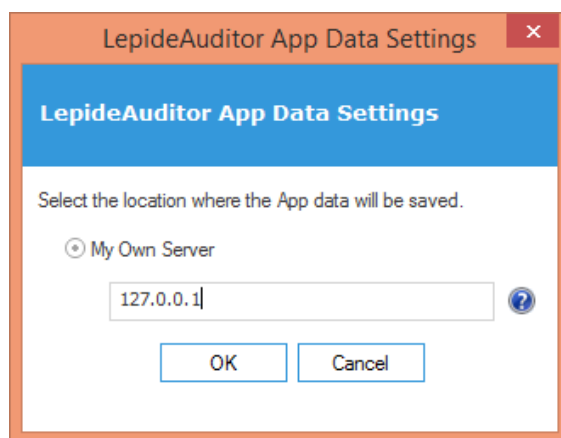 LepideAuditor App Data Settings
LepideAuditor App Data Settings
Select the location where the App data will be saved.
My Own Server
127.0.0.1
OK
Cancel